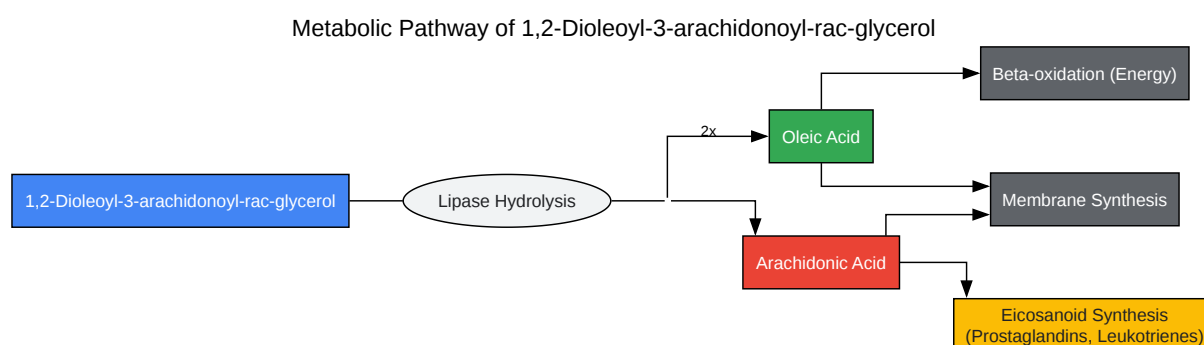 Metabolic Pathway of 1,2-Dioleoyl-3-arachidonoyl-rac-glycerol
Beta-oxidation (Energy)
2x
Oleic Acid
1,2-Dioleoyl-3-arachidonoyl-rac-glycerol
Lipase Hydrolysis
Membrane Synthesis
Arachidonic Acid
Eicosanoid Synthesis
(Prostaglandins, Leukotrienes)